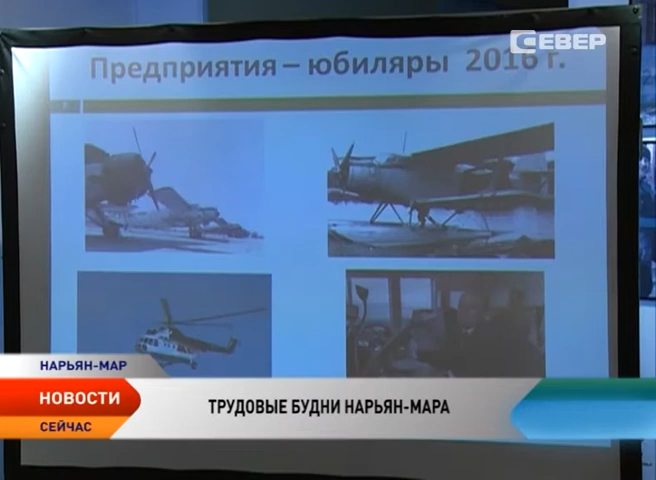 СЕВЕР
Предприятия – юбиляры 2016 г.
НАРЬЯН-МАР
НОВОСТИ
СЕЙЧАС
ТРУДОВЫЕ БУДНИ НАРЬЯН-МАРА